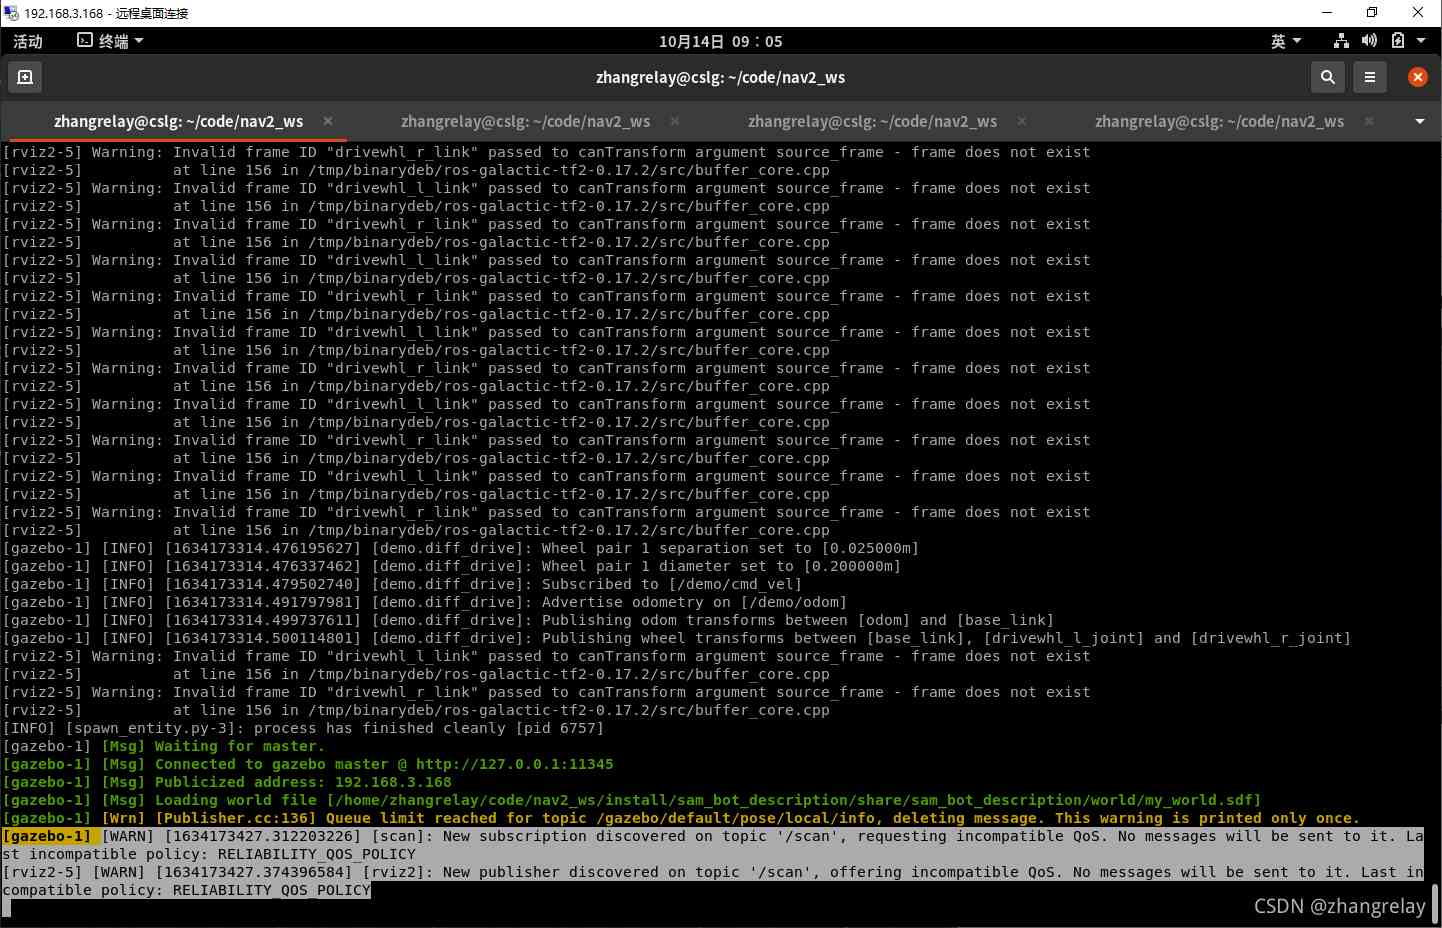 192.168.3.168 - 远程桌面连接
活动 终端 10月14日 09：05 英
zhangrelay@cslg: ~/code/nav2_ws
zhangrelay@cslg: ~/code/nav2_ws × zhangrelay@cslg: ~/code/nav2_ws × zhangrelay@cslg: ~/code/nav2_ws × zhangrelay@cslg: ~/code/nav2_ws ×
[rviz2-5] Warning: Invalid frame ID "drivewhl_r_link" passed to canTransform argument source_frame - frame does not exist
[rviz2-5]          at line 156 in /tmp/binarydeb/ros-galactic-tf2-0.17.2/src/buffer_core.cpp
[rviz2-5] Warning: Invalid frame ID "drivewhl_l_link" passed to canTransform argument source_frame - frame does not exist
[rviz2-5]          at line 156 in /tmp/binarydeb/ros-galactic-tf2-0.17.2/src/buffer_core.cpp
[rviz2-5] Warning: Invalid frame ID "drivewhl_r_link" passed to canTransform argument source_frame - frame does not exist
[rviz2-5]          at line 156 in /tmp/binarydeb/ros-galactic-tf2-0.17.2/src/buffer_core.cpp
[rviz2-5] Warning: Invalid frame ID "drivewhl_l_link" passed to canTransform argument source_frame - frame does not exist
[rviz2-5]          at line 156 in /tmp/binarydeb/ros-galactic-tf2-0.17.2/src/buffer_core.cpp
[rviz2-5] Warning: Invalid frame ID "drivewhl_r_link" passed to canTransform argument source_frame - frame does not exist
[rviz2-5]          at line 156 in /tmp/binarydeb/ros-galactic-tf2-0.17.2/src/buffer_core.cpp
[rviz2-5] Warning: Invalid frame ID "drivewhl_l_link" passed to canTransform argument source_frame - frame does not exist
[rviz2-5]          at line 156 in /tmp/binarydeb/ros-galactic-tf2-0.17.2/src/buffer_core.cpp
[rviz2-5] Warning: Invalid frame ID "drivewhl_r_link" passed to canTransform argument source_frame - frame does not exist
[rviz2-5]          at line 156 in /tmp/binarydeb/ros-galactic-tf2-0.17.2/src/buffer_core.cpp
[rviz2-5] Warning: Invalid frame ID "drivewhl_l_link" passed to canTransform argument source_frame - frame does not exist
[rviz2-5]          at line 156 in /tmp/binarydeb/ros-galactic-tf2-0.17.2/src/buffer_core.cpp
[rviz2-5] Warning: Invalid frame ID "drivewhl_r_link" passed to canTransform argument source_frame - frame does not exist
[rviz2-5]          at line 156 in /tmp/binarydeb/ros-galactic-tf2-0.17.2/src/buffer_core.cpp
[rviz2-5] Warning: Invalid frame ID "drivewhl_l_link" passed to canTransform argument source_frame - frame does not exist
[rviz2-5]          at line 156 in /tmp/binarydeb/ros-galactic-tf2-0.17.2/src/buffer_core.cpp
[rviz2-5] Warning: Invalid frame ID "drivewhl_r_link" passed to canTransform argument source_frame - frame does not exist
[rviz2-5]          at line 156 in /tmp/binarydeb/ros-galactic-tf2-0.17.2/src/buffer_core.cpp
[gazebo-1] [INFO] [1634173314.476195627] [demo.diff_drive]: Wheel pair 1 separation set to [0.025000m]
[gazebo-1] [INFO] [1634173314.476337462] [demo.diff_drive]: Wheel pair 1 diameter set to [0.200000m]
[gazebo-1] [INFO] [1634173314.479502740] [demo.diff_drive]: Subscribed to [/demo/cmd_vel]
[gazebo-1] [INFO] [1634173314.491797981] [demo.diff_drive]: Advertise odometry on [/demo/odom]
[gazebo-1] [INFO] [1634173314.499737611] [demo.diff_drive]: Publishing odom transforms between [odom] and [base_link]
[gazebo-1] [INFO] [1634173314.500114801] [demo.diff_drive]: Publishing wheel transforms between [base_link], [drivewhl_l_joint] and [drivewhl_r_joint]
[rviz2-5] Warning: Invalid frame ID "drivewhl_l_link" passed to canTransform argument source_frame - frame does not exist
[rviz2-5]          at line 156 in /tmp/binarydeb/ros-galactic-tf2-0.17.2/src/buffer_core.cpp
[rviz2-5] Warning: Invalid frame ID "drivewhl_r_link" passed to canTransform argument source_frame - frame does not exist
[rviz2-5]          at line 156 in /tmp/binarydeb/ros-galactic-tf2-0.17.2/src/buffer_core.cpp
[INFO] [spawn_entity.py-3]: process has finished cleanly [pid 6757]
[gazebo-1] [Msg] Waiting for master.
[gazebo-1] [Msg] Connected to gazebo master @ http://127.0.0.1:11345
[gazebo-1] [Msg] Publicized address: 192.168.3.168
[gazebo-1] [Msg] Loading world file [/home/zhangrelay/code/nav2_ws/install/sam_bot_description/share/sam_bot_description/world/my_world.sdf]
[gazebo-1] [Wrn] [Publisher.cc:136] Queue limit reached for topic /gazebo/default/pose/local/info, deleting message. This warning is printed only once.
[gazebo-1] [WARN] [1634173427.312203226] [scan]: New subscription discovered on topic '/scan', requesting incompatible QoS. No messages will be sent to it. La
st incompatible policy: RELIABILITY_QOS_POLICY
[rviz2-5] [WARN] [1634173427.374396584] [rviz2]: New publisher discovered on topic '/scan', offering incompatible QoS. No messages will be sent to it. Last in
compatible policy: RELIABILITY_QOS_POLICY
CSDN @zhangrelay